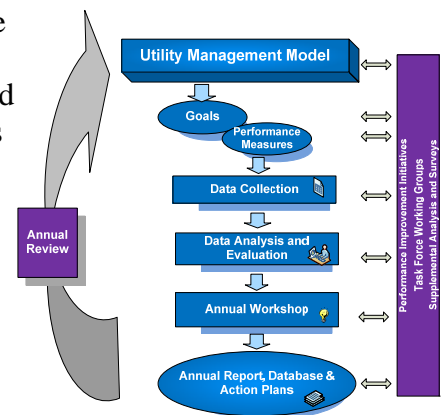 e
d
s
Utility Management Model
Goals
Performance
Measures
Data Collection
Data Analysis and
Evaluation
Annual Workshop
Annual Report, Database &
Action Plans
Annual
Review
Performance Improvement Initiatives
Task Force Working Groups
Supplemental Analysis and Surveys